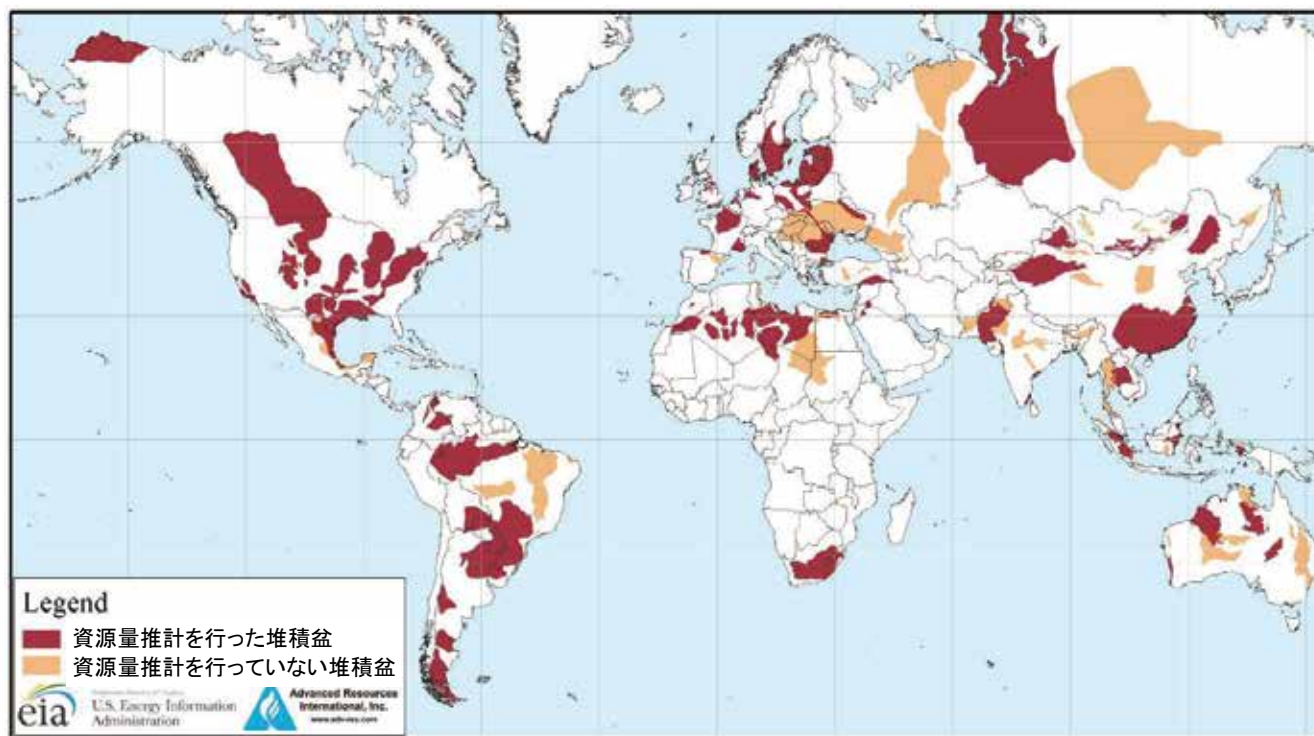 Legend
資源量推計を行った堆積盆
資源量推計を行っていない堆積盆
eia
U.S. Energy Information
Administration
Advanced Resources
International, Inc.
www.adv-res.com